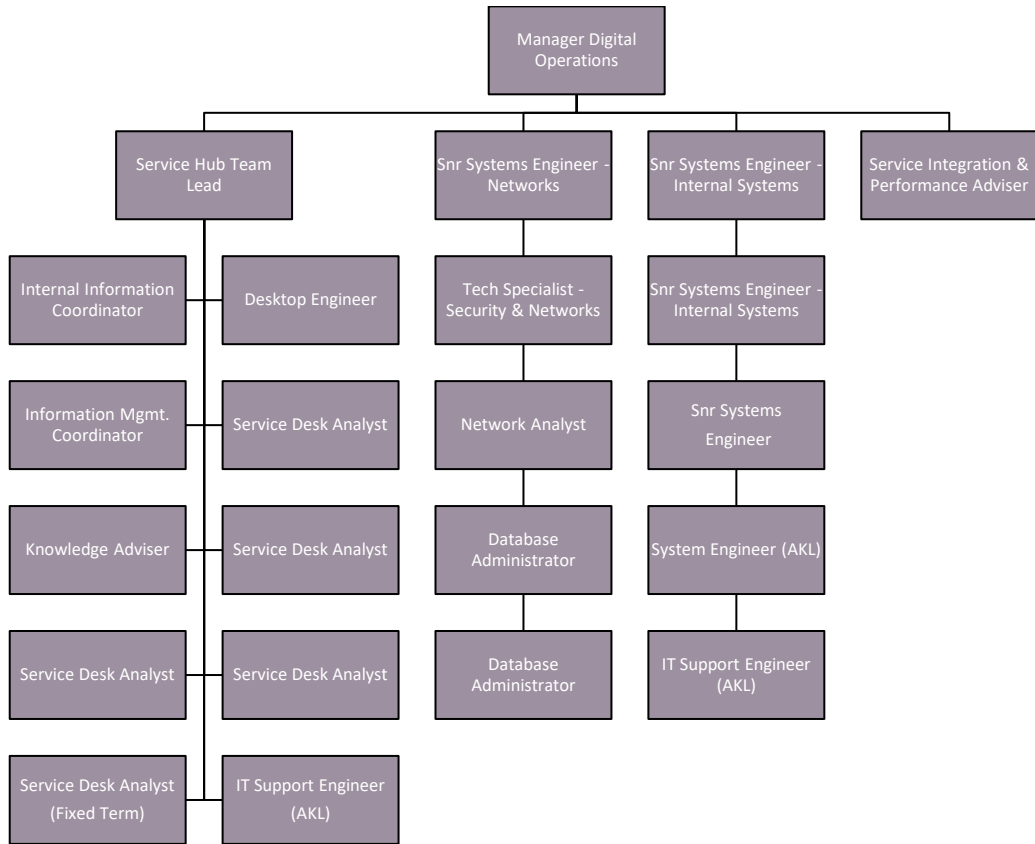 Manager Digital
Operations
Service Hub Team
Lead
Snr Systems Engineer -
Networks
Snr Systems Engineer -
Internal Systems
Service Integration &
Performance Adviser
Internal Information
Coordinator
Desktop Engineer
Tech Specialist -
Security & Networks
Snr Systems Engineer -
Internal Systems
Information Mgmt.
Coordinator
Service Desk Analyst
Network Analyst
Snr Systems
Engineer
Knowledge Adviser
Service Desk Analyst
Database
Administrator
System Engineer (AKL)
Service Desk Analyst
Service Desk Analyst
Database
Administrator
IT Support Engineer
(AKL)
Service Desk Analyst
(Fixed Term)
IT Support Engineer
(AKL)